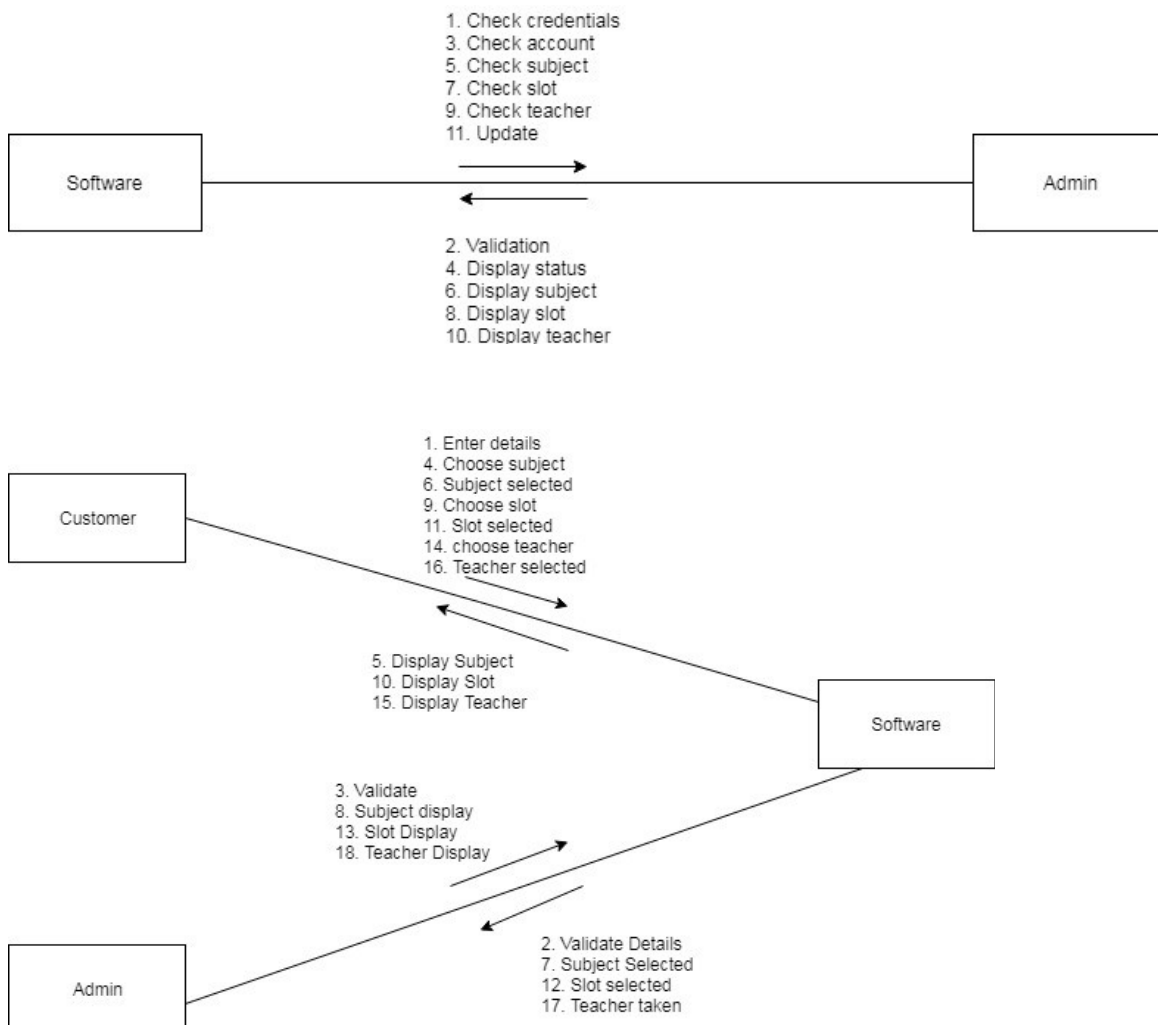 1. Check credentials
3. Check account
5. Check subject
7. Check slot
9. Check teacher
11. Update
Software
Admin
2. Validation
4. Display status
6. Display subject
8. Display slot
10. Display teacher
1. Enter details
4. Choose subject
6. Subject selected
9. Choose slot
11. Slot selected
14. choose teacher
16. Teacher selected
Customer
5. Display Subject
10. Display Slot
15. Display Teacher
Software
3. Validate
8. Subject display
13. Slot Display
18. Teacher Display
2. Validate Details
7. Subject Selected
12. Slot selected
17. Teacher taken
Admin